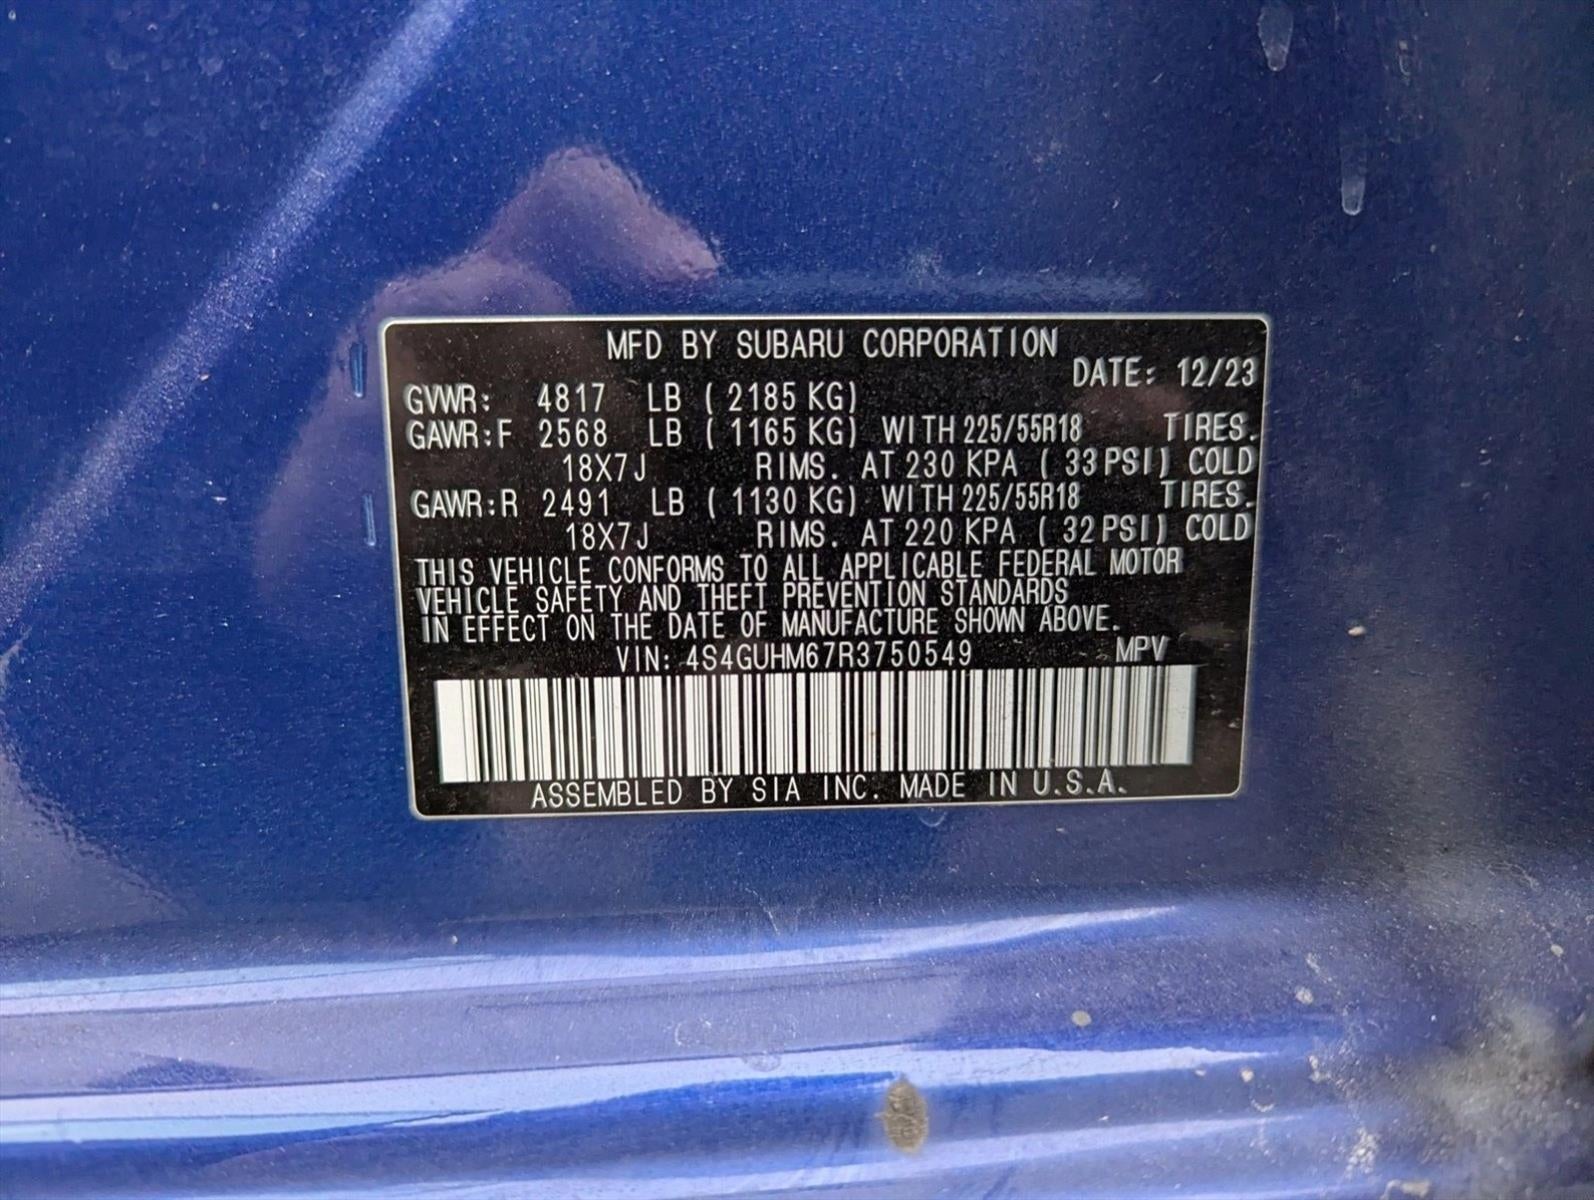 MFD BY SUBARU CORPORATION
DATE: 12/23
GVWR: 4817 LB ( 2185 KG)
GAWR:F 2568 LB ( 1165 KG) WITH 225/55R18 TIRES.
18X7J RIMS. AT 230 KPA ( 33 PSI) COLD
GAWR:R 2491 LB ( 1130 KG) WITH 225/55R18 TIRES.
18X7J RIMS. AT 220 KPA ( 32 PSI) COLD
THIS VEHICLE CONFORMS TO ALL APPLICABLE FEDERAL MOTOR
VEHICLE SAFETY AND THEFT PREVENTION STANDARDS
IN EFFECT ON THE DATE OF MANUFACTURE SHOWN ABOVE.
VIN: 4S4GUHM67R3750549 MPV
ASSEMBLED BY SIA INC. MADE IN U.S.A.